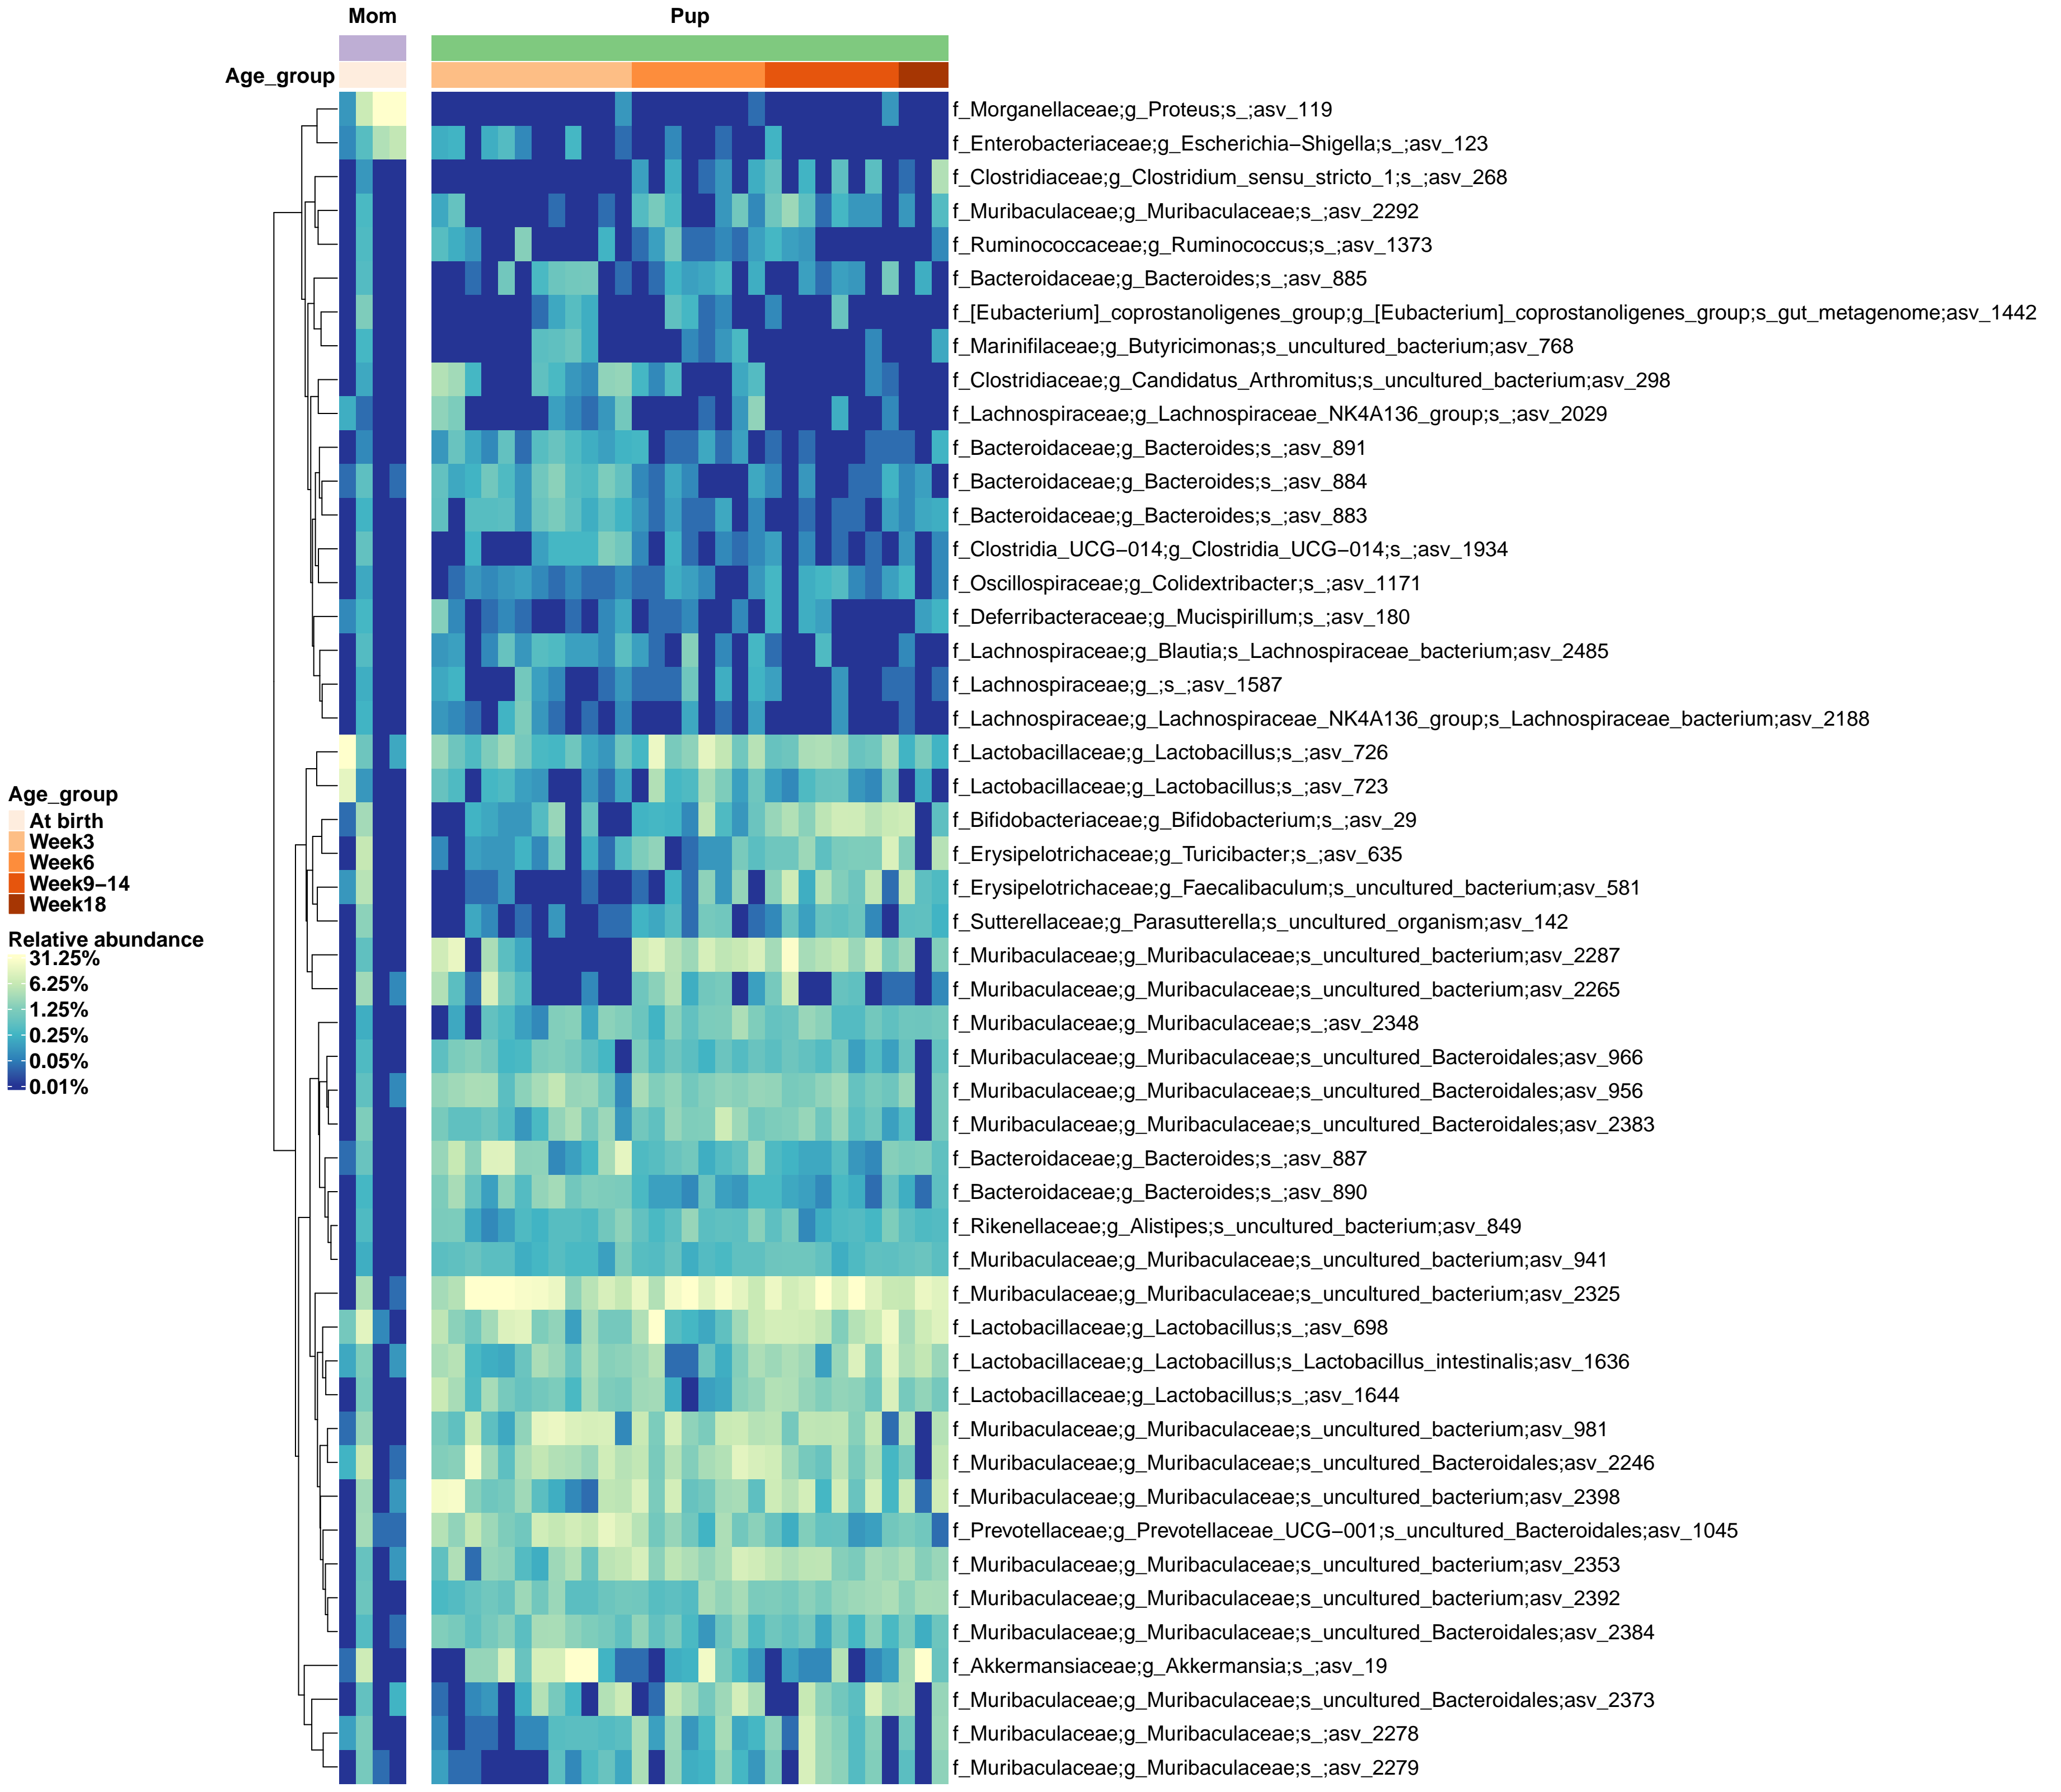 Mom
Pup
Age_group
f_Morganellaceae;g_Proteus;s_;asv_119
f_Enterobacteriaceae;g_Escherichia−Shigella;s_;asv_123
f_Clostridiaceae;g_Clostridium_sensu_stricto_1;s_;asv_268
f_Muribaculaceae;g_Muribaculaceae;s_;asv_2292
f_Ruminococcaceae;g_Ruminococcus;s_;asv_1373
f_Bacteroidaceae;g_Bacteroides;s_;asv_885
f_[Eubacterium]_coprostanoligenes_group;g_[Eubacterium]_coprostanoligenes_group;s_gut_metagenome;asv_1442
f_Marinifilaceae;g_Butyricimonas;s_uncultured_bacterium;asv_768
f_Clostridiaceae;g_Candidatus_Arthromitus;s_uncultured_bacterium;asv_298
f_Lachnospiraceae;g_Lachnospiraceae_NK4A136_group;s_;asv_2029
f_Bacteroidaceae;g_Bacteroides;s_;asv_891
f_Bacteroidaceae;g_Bacteroides;s_;asv_884
f_Bacteroidaceae;g_Bacteroides;s_;asv_883
f_Clostridia_UCG−014;g_Clostridia_UCG−014;s_;asv_1934
f_Oscillospiraceae;g_Colidextribacter;s_;asv_1171
f_Deferribacteraceae;g_Mucispirillum;s_;asv_180
f_Lachnospiraceae;g_Blautia;s_Lachnospiraceae_bacterium;asv_2485
f_Lachnospiraceae;g_;s_;asv_1587
f_Lachnospiraceae;g_Lachnospiraceae_NK4A136_group;s_Lachnospiraceae_bacterium;asv_2188
f_Lactobacillaceae;g_Lactobacillus;s_;asv_726
f_Lactobacillaceae;g_Lactobacillus;s_;asv_723
f_Bifidobacteriaceae;g_Bifidobacterium;s_;asv_29
f_Erysipelotrichaceae;g_Turicibacter;s_;asv_635
f_Erysipelotrichaceae;g_Faecalibaculum;s_uncultured_bacterium;asv_581
f_Sutterellaceae;g_Parasutterella;s_uncultured_organism;asv_142
f_Muribaculaceae;g_Muribaculaceae;s_uncultured_bacterium;asv_2287
f_Muribaculaceae;g_Muribaculaceae;s_uncultured_bacterium;asv_2265
f_Muribaculaceae;g_Muribaculaceae;s_;asv_2348
f_Muribaculaceae;g_Muribaculaceae;s_uncultured_Bacteroidales;asv_966
f_Muribaculaceae;g_Muribaculaceae;s_uncultured_Bacteroidales;asv_956
f_Muribaculaceae;g_Muribaculaceae;s_uncultured_Bacteroidales;asv_2383
f_Bacteroidaceae;g_Bacteroides;s_;asv_887
f_Bacteroidaceae;g_Bacteroides;s_;asv_890
f_Rikenellaceae;g_Alistipes;s_uncultured_bacterium;asv_849
f_Muribaculaceae;g_Muribaculaceae;s_uncultured_bacterium;asv_941
f_Muribaculaceae;g_Muribaculaceae;s_uncultured_bacterium;asv_2325
f_Lactobacillaceae;g_Lactobacillus;s_;asv_698
f_Lactobacillaceae;g_Lactobacillus;s_Lactobacillus_intestinalis;asv_1636
f_Lactobacillaceae;g_Lactobacillus;s_;asv_1644
f_Muribaculaceae;g_Muribaculaceae;s_uncultured_bacterium;asv_981
f_Muribaculaceae;g_Muribaculaceae;s_uncultured_Bacteroidales;asv_2246
f_Muribaculaceae;g_Muribaculaceae;s_uncultured_bacterium;asv_2398
f_Prevotellaceae;g_Prevotellaceae_UCG−001;s_uncultured_Bacteroidales;asv_1045
f_Muribaculaceae;g_Muribaculaceae;s_uncultured_bacterium;asv_2353
f_Muribaculaceae;g_Muribaculaceae;s_uncultured_bacterium;asv_2392
f_Muribaculaceae;g_Muribaculaceae;s_uncultured_Bacteroidales;asv_2384
f_Akkermansiaceae;g_Akkermansia;s_;asv_19
f_Muribaculaceae;g_Muribaculaceae;s_uncultured_Bacteroidales;asv_2373
f_Muribaculaceae;g_Muribaculaceae;s_;asv_2278
f_Muribaculaceae;g_Muribaculaceae;s_;asv_2279
Age_group
At birth
Week3
Week6
Week9−14
Week18
Relative abundance
31.25%
6.25%
1.25%
0.25%
0.05%
0.01%